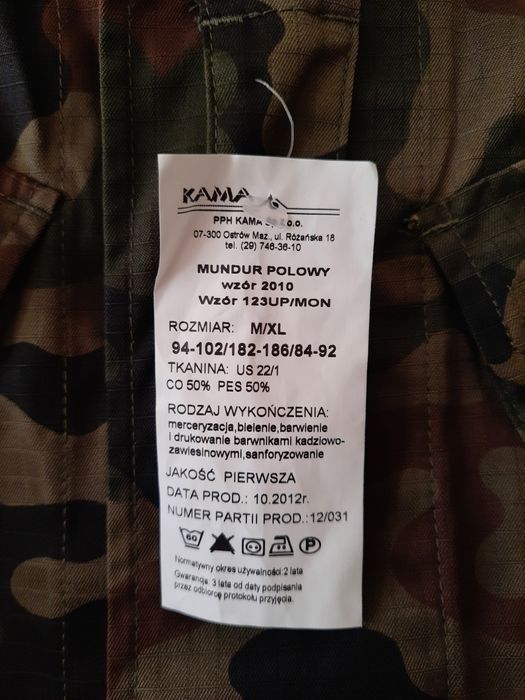 KAMA
PPH KAMA Sp. z o.o.
07-300 Ostrów Maz., ul. Różańska 18
tel. (29) 746-36-10
MUNDUR POLOWY
wzór 2010
Wzór 123UP/MON
ROZMIAR: M/XL
94-102/182-186/84-92
TKANINA: US 22/1
CO 50% PES 50%
RODZAJ WYKOŃCZENIA:
merceryzacja,bielenie,barwienie
i drukowanie barwnikami kadziowo-
zawiesinowymi,sanforyzowanie
JAKOŚĆ PIERWSZA
DATA PROD.: 10.2012r.
NUMER PARTII PROD.:12/031
60 P
Normatywny okres używalności:2 lata
Gwarancja: 3 lata od daty podpisania
przez odbiorcę protokołu przyjęcia.